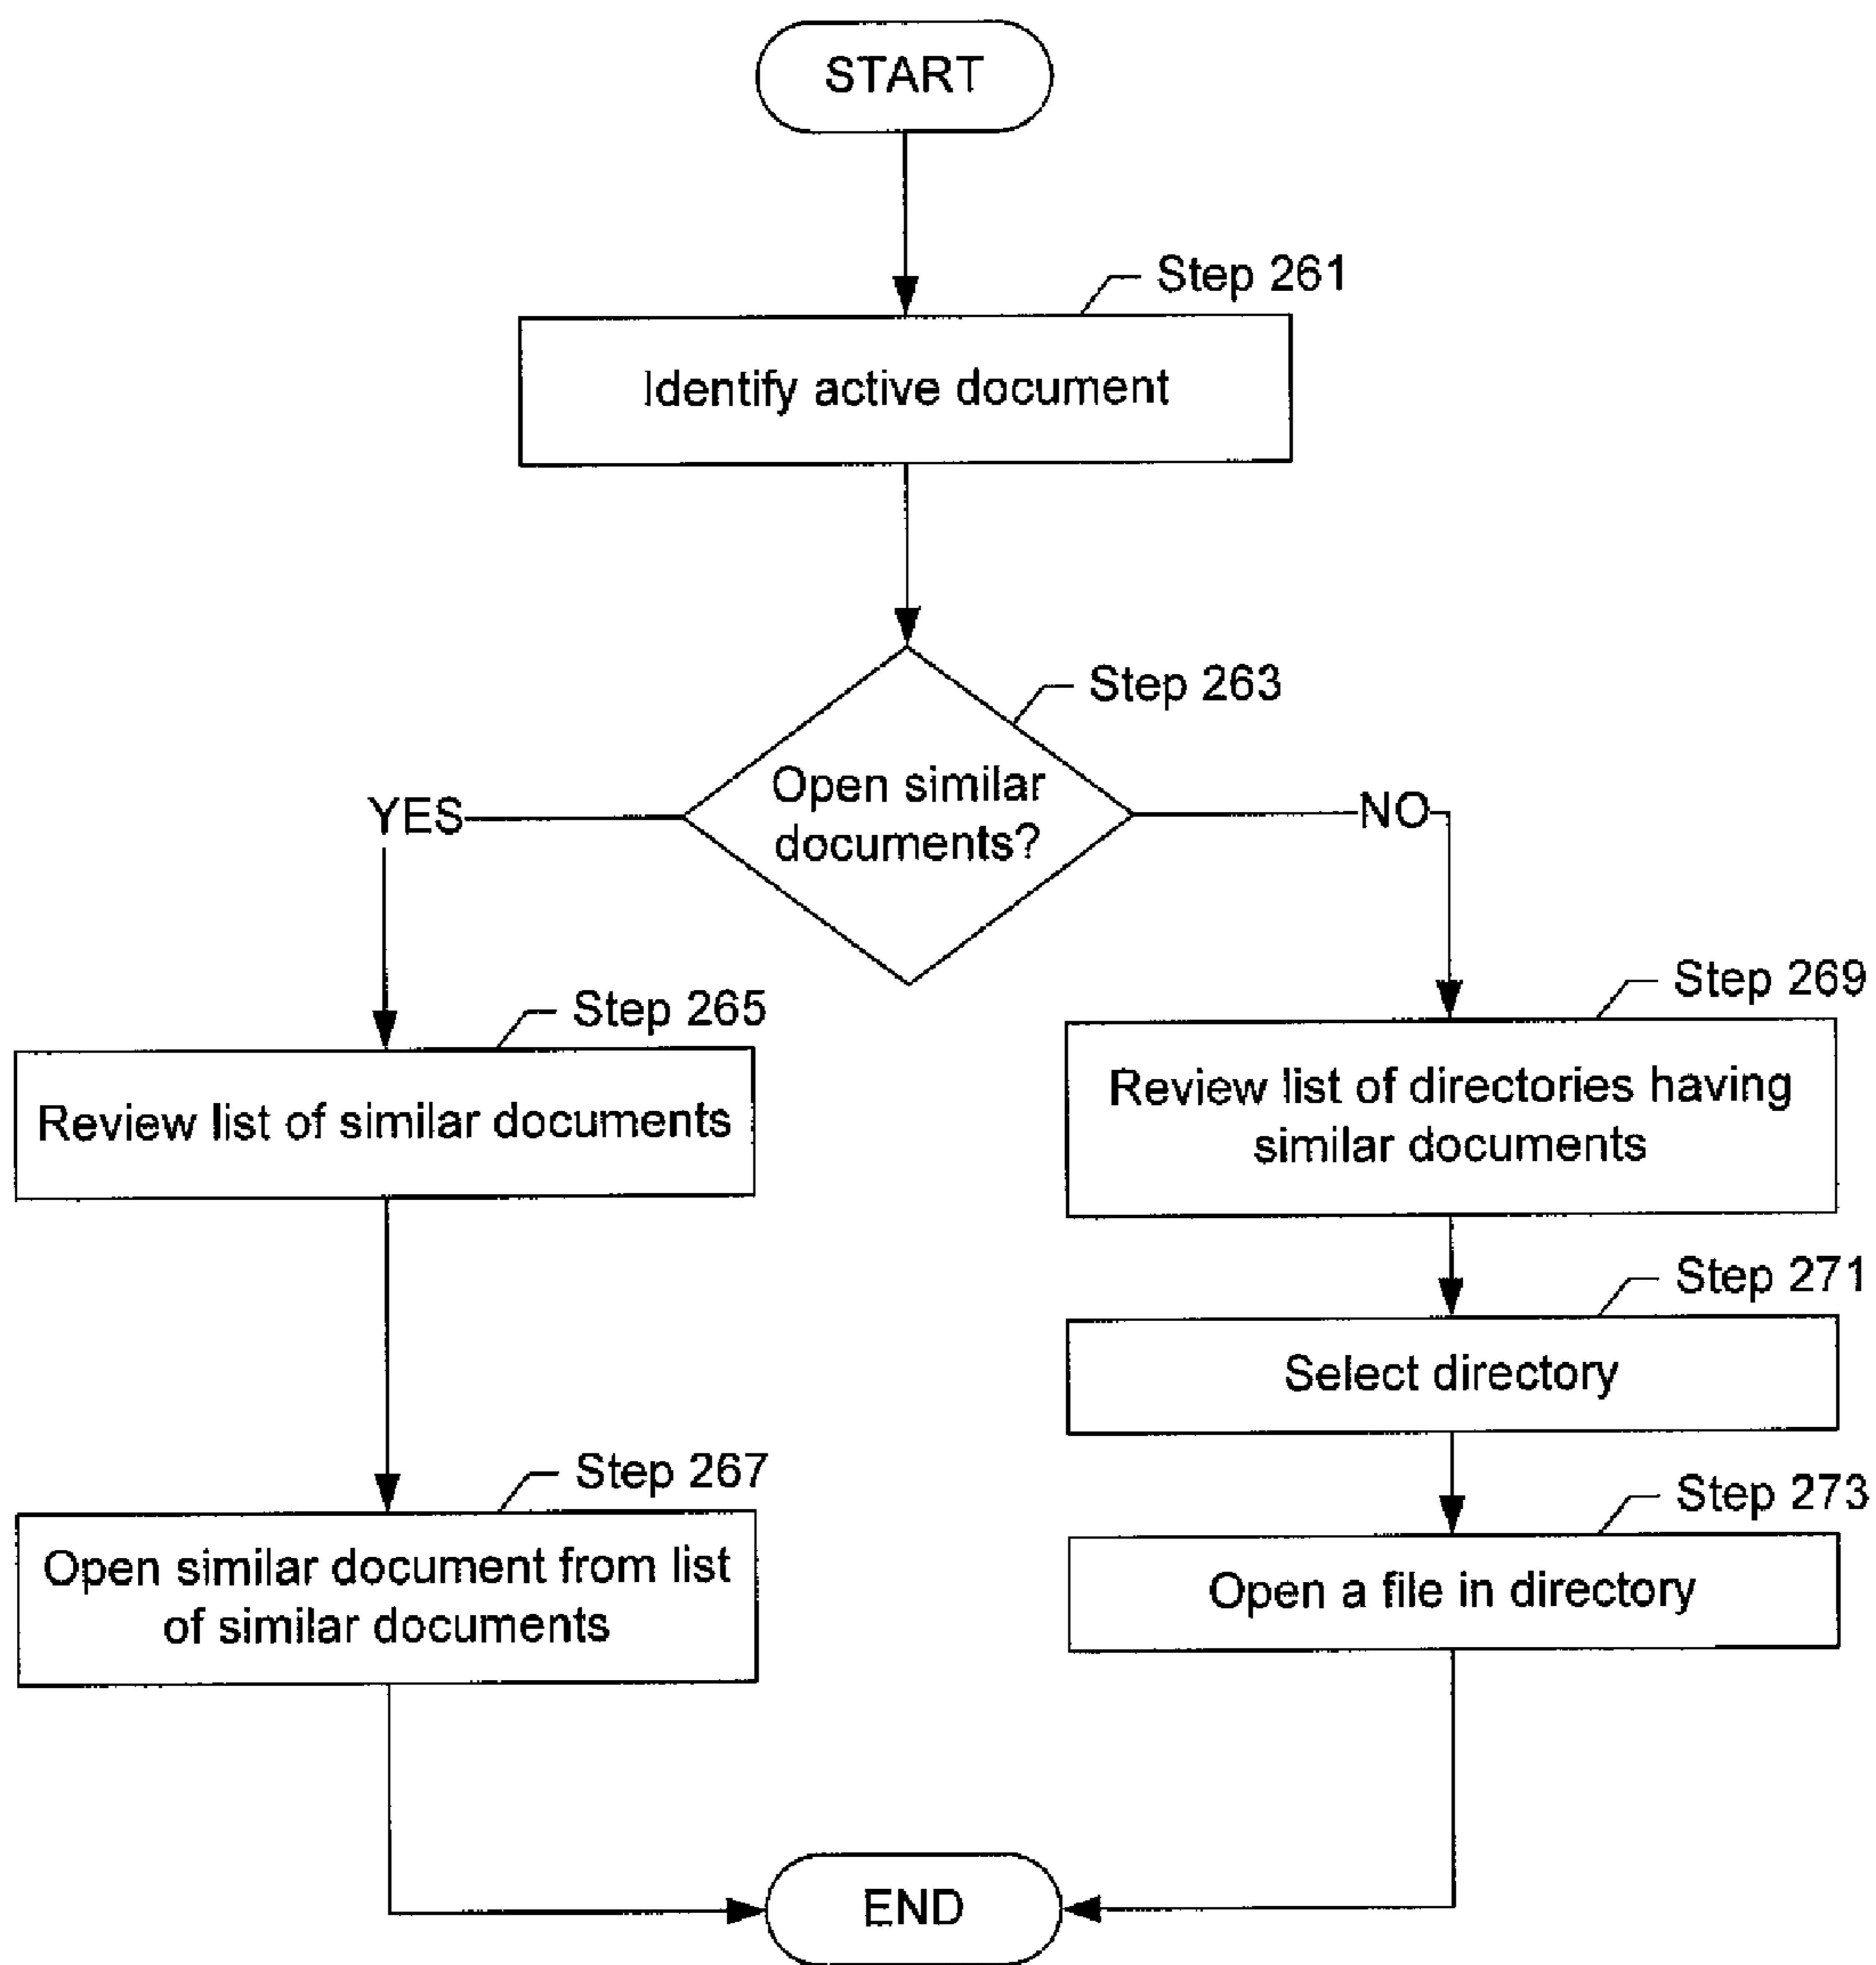 START
Step 261
Identify active document
Step 263
Open similar
documents?
YES
NO
Step 265
Review list of similar documents
Step 267
Open similar document from list
of similar documents
Step 269
Review list of directories having
similar documents
Step 271
Select directory
Step 273
Open a file in directory
END